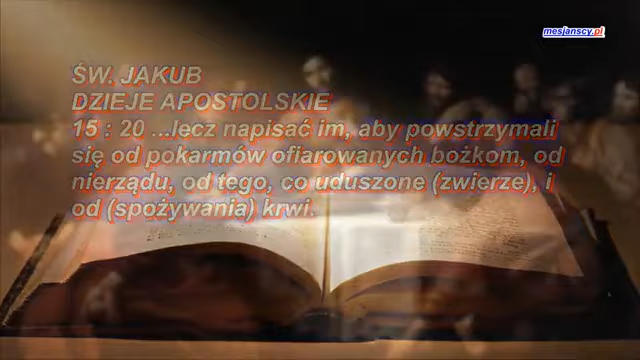 mesjanscy.pl
ŚW. JAKUB
DZIEJE APOSTOLSKIE
15 : 20 ...lecz napisać im, aby powstrzymali
się od pokarmów ofiarowanych bożkom, od
nierządu, od tego, co uduszone (zwierze), i
od (spożywania) krwi.